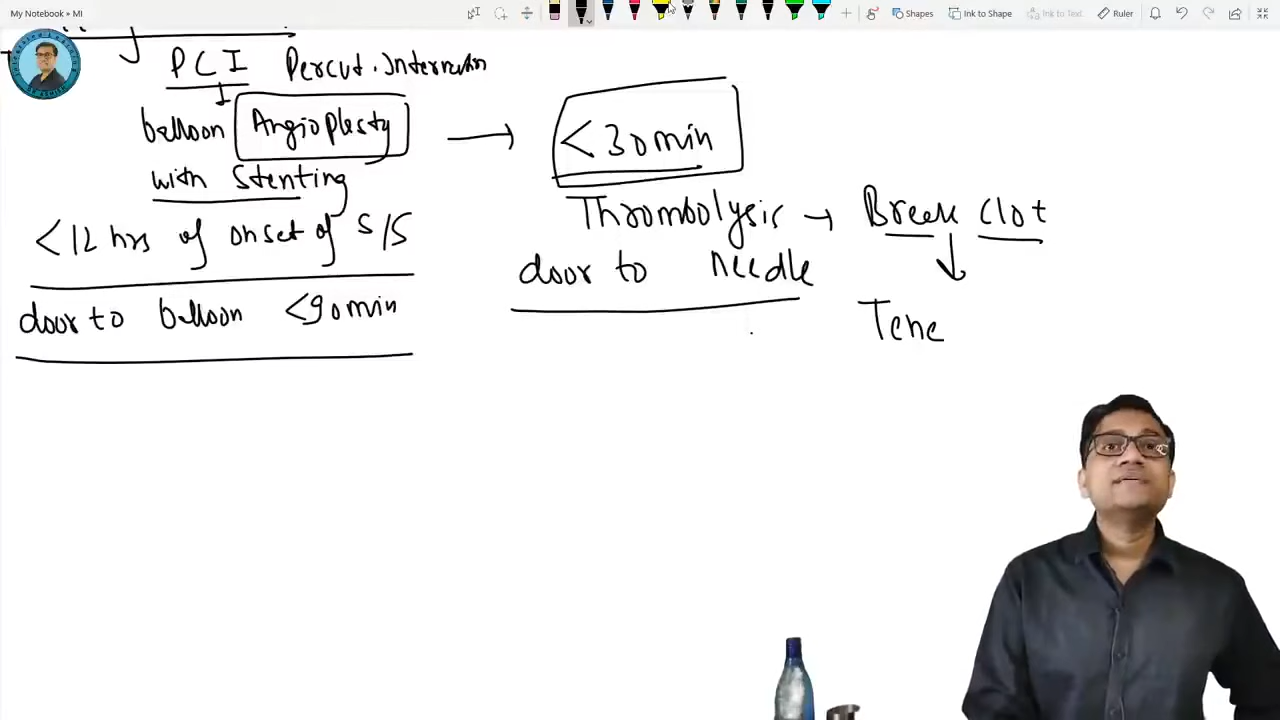 My Notebook » MI
Shapes
Ink to Shape
Ink to Text
Ruler
PCI Percut. Interventn
balloon Angioplasty
with Stenting
<12 hrs of onset of S/S
door to balloon <90min
<30min
Thrombolysis → Break clot
door to needle
Tene